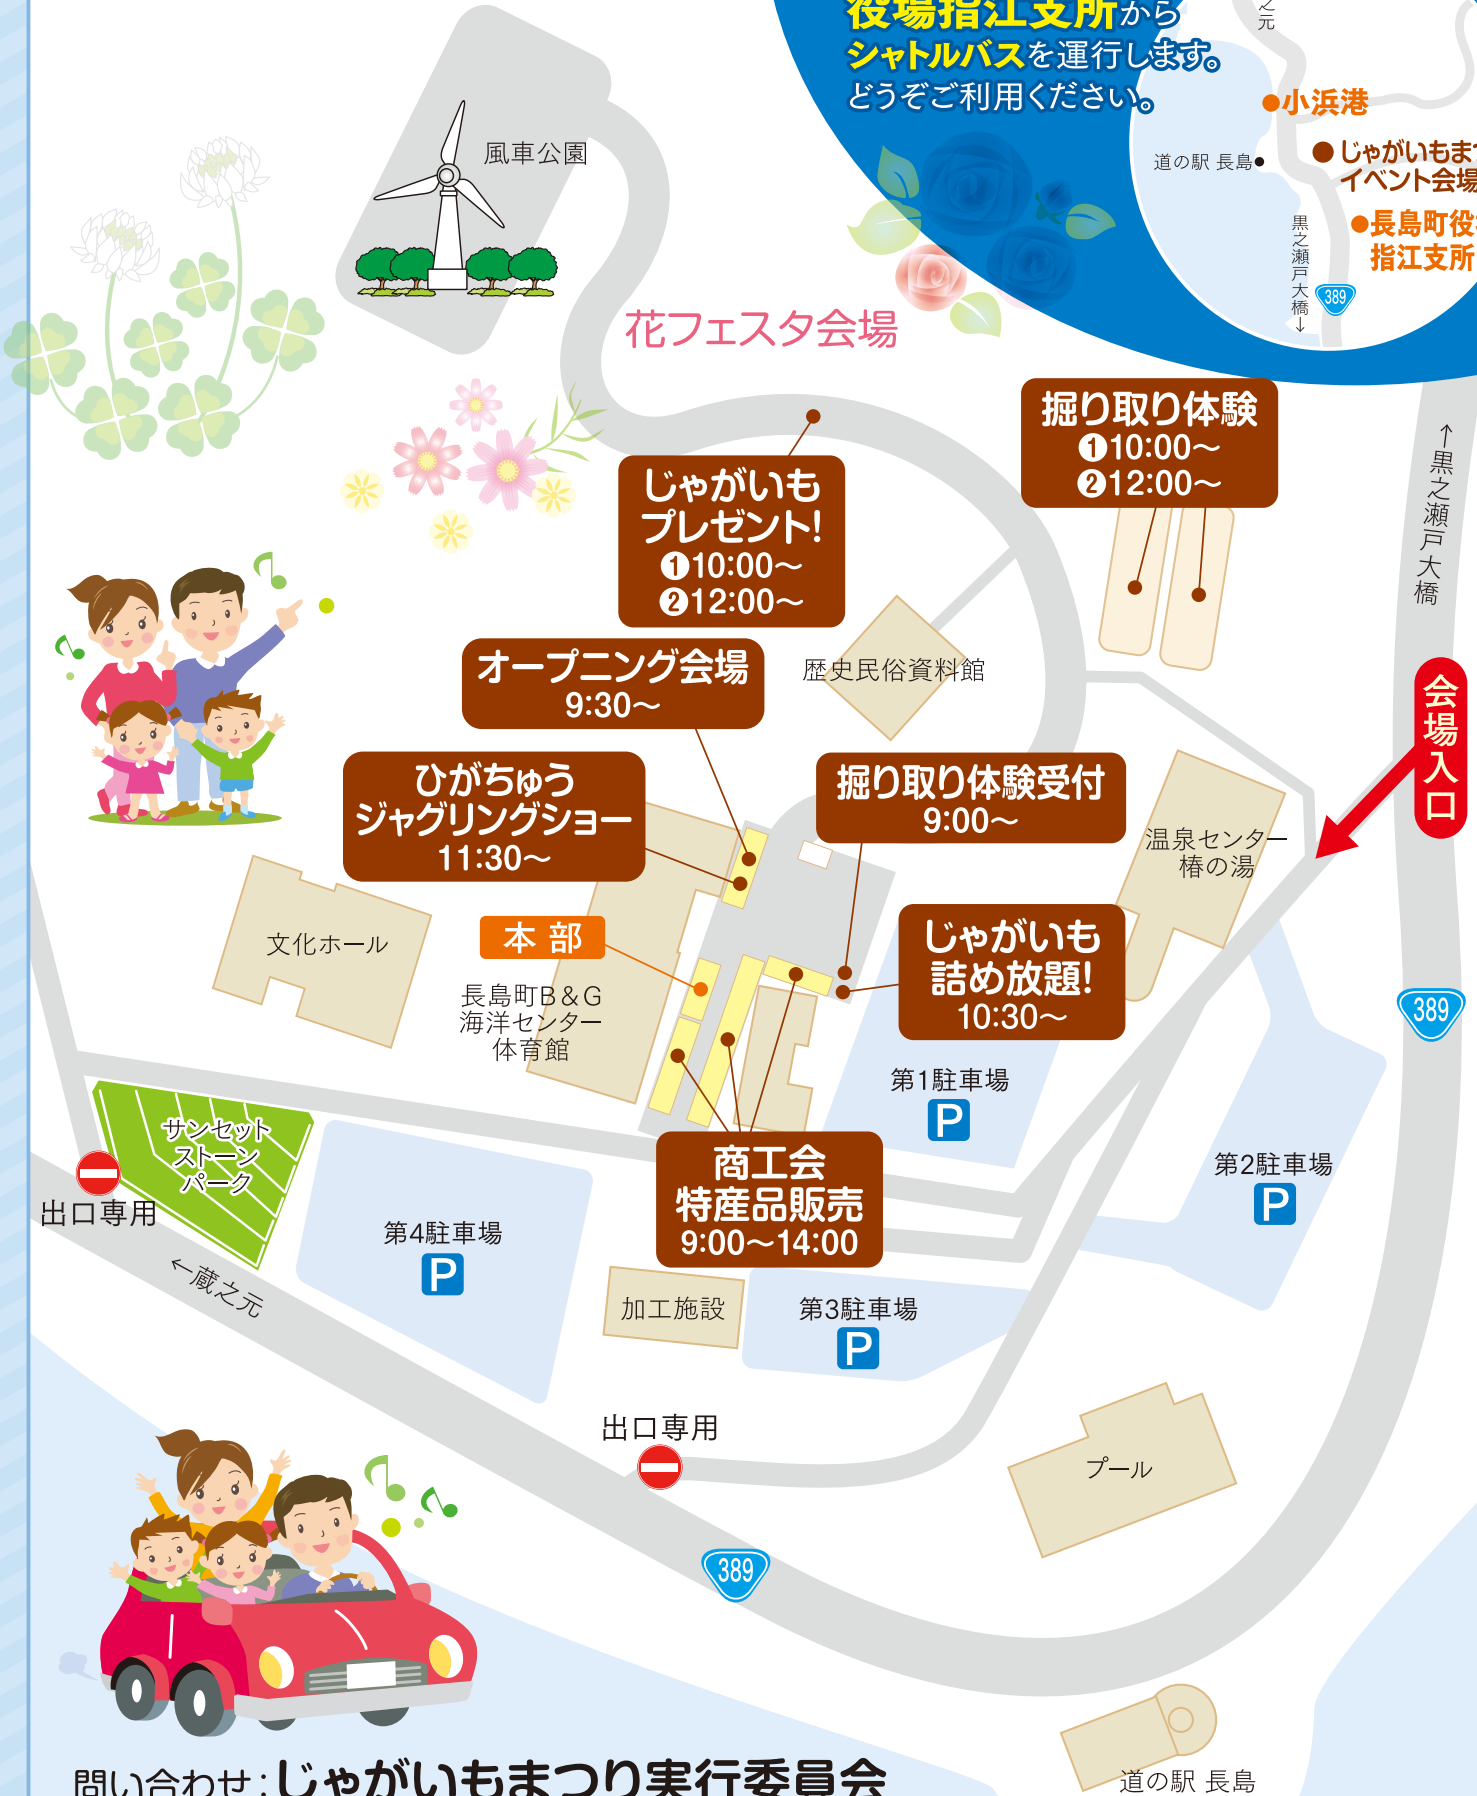 役場指江支所から
シャトルバスを運行します。
どうぞご利用ください。
之元
小浜港
じゃがいもま
イベント会場
道の駅 長島
長島町役
指江支所
黒之瀬戸大橋→
389
風車公園
花フェスタ会場
掘り取り体験
❶10:00〜
❷12:00〜
←黒之瀬戸大橋
じゃがいも
プレゼント!
❶10:00〜
❷12:00〜
オープニング会場
9:30〜
歴史民俗資料館
会場入口
ひがちゅう
ジャグリングショー
11:30〜
掘り取り体験受付
9:00〜
温泉センター
椿の湯
文化ホール
本部
じゃがいも
詰め放題!
10:30〜
長島町B&G
海洋センター
体育館
389
第1駐車場
P
サンセット
ストーン
パーク
出口専用
商工会
特産品販売
9:00〜14:00
第2駐車場
P
第4駐車場
P
←蔵之元
加工施設
第3駐車場
P
出口専用
プール
389
道の駅 長島
問い合わせ:じゃがいもまつり実行委員会